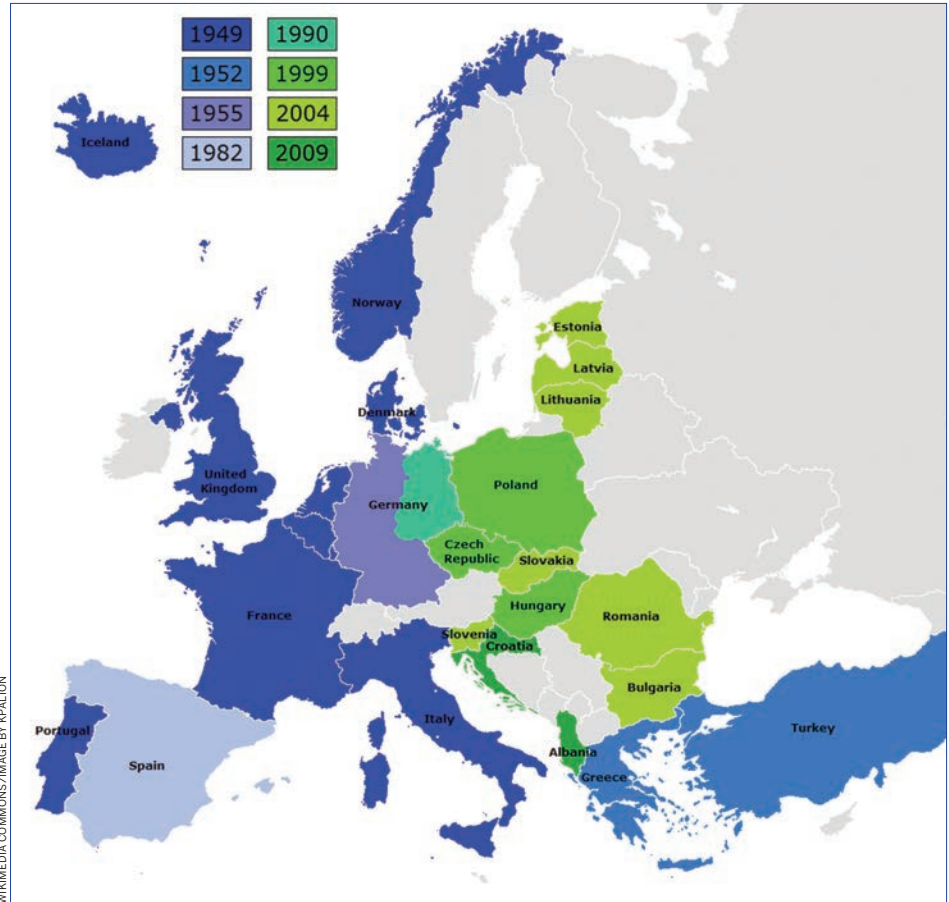 1949 1990
1952 1999
1955 2004
1982 2009
Iceland
Norway
Estonia
Latvia
Lithuania
Denmark
United
Kingdom
Germany
Poland
Czech
Republic
Slovakia
France
Hungary
Romania
Slovenia
Croatia
Bulgaria
Italy
Portugal
Spain
Albania
Greece
Turkey
WIKIMEDIA COMMONS/IMAGE BY KPALION